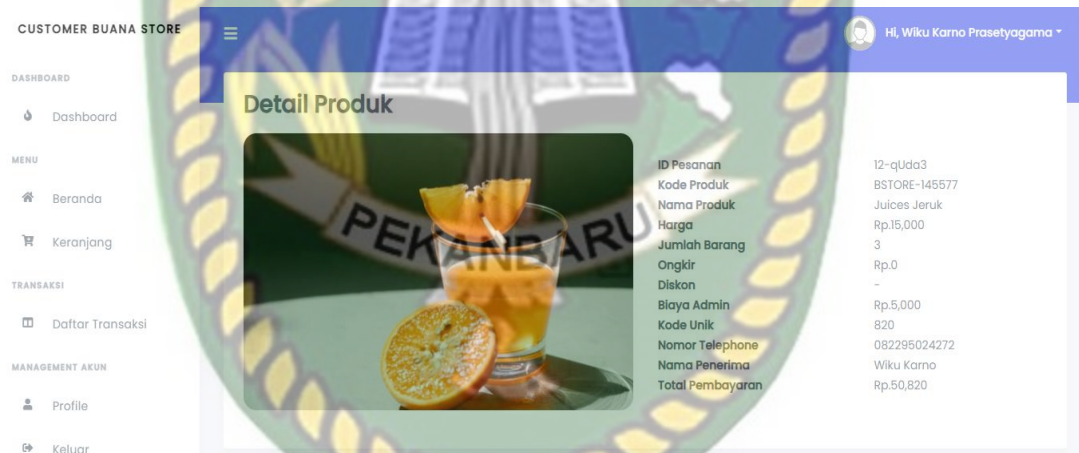 CUSTOMER BUANA STORE
Hi, Wiku Karno Prasetyagama
DASHBOARD
Dashboard
MENU
Beranda
Keranjang
TRANSAKSI
Daftar Transaksi
MANAGEMENT AKUN
Profile
Keluar
Detail Produk
PEKANBARU
ID Pesanan 12-qUda3
Kode Produk BSTORE-145577
Nama Produk Juices Jeruk
Harga Rp.15,000
Jumlah Barang 3
Ongkir Rp.0
Diskon -
Biaya Admin Rp.5,000
Kode Unik 820
Nomor Telephone 082295024272
Nama Penerima Wiku Karno
Total Pembayaran Rp.50,820